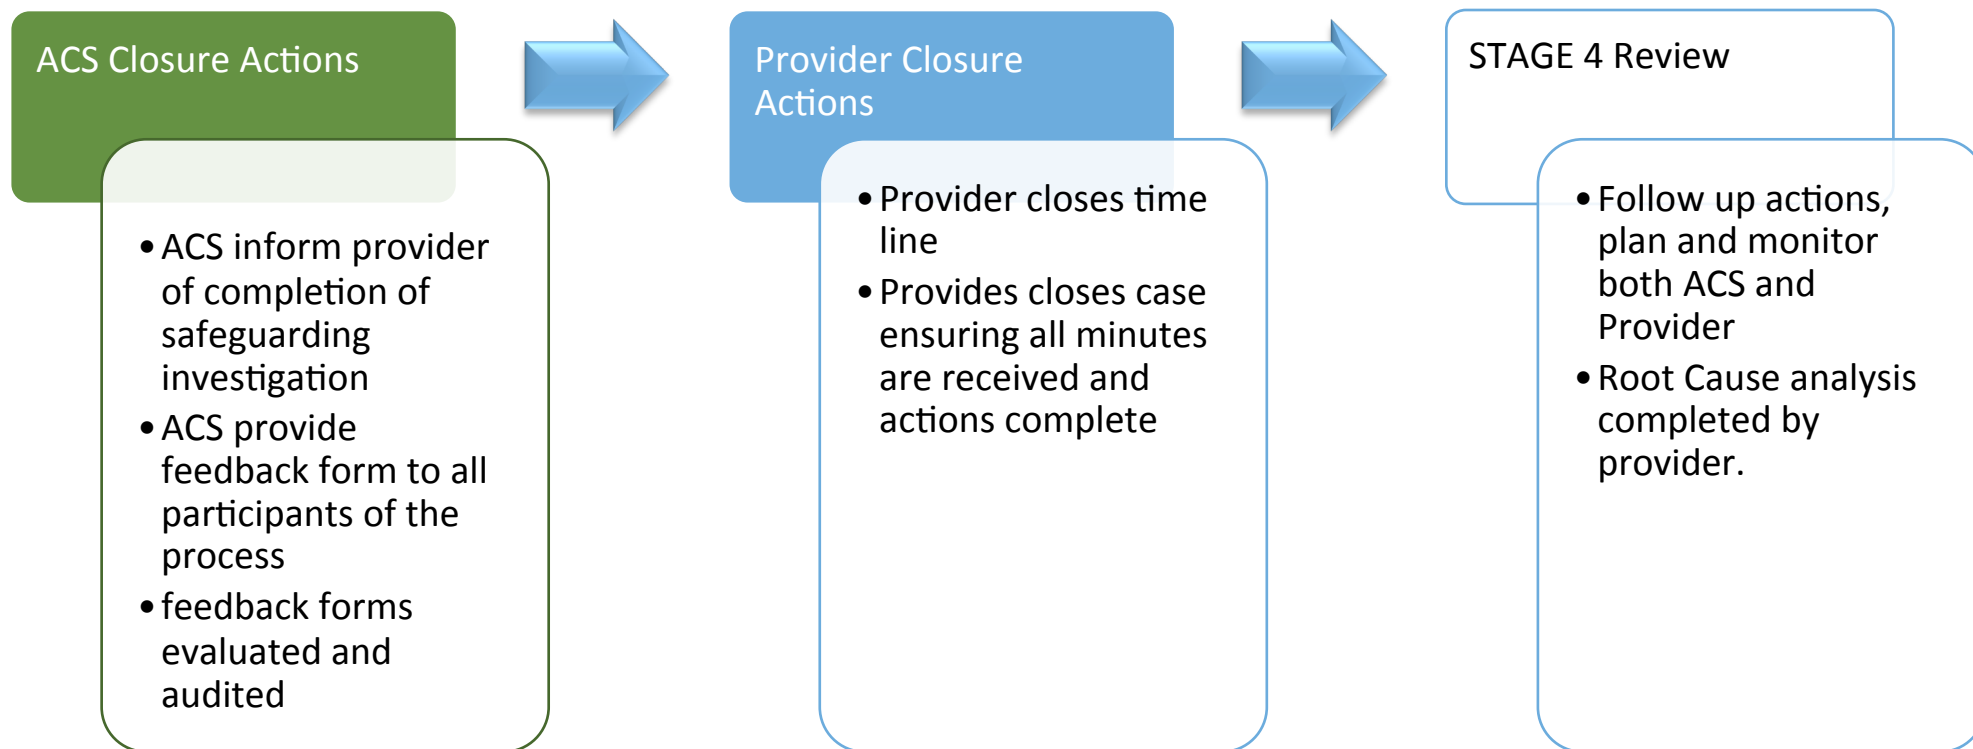 ACS Closure Actions
•ACS inform provider
of completion of
safeguarding
investigation
•ACS provide
feedback form to all
participants of the
process
•feedback forms
evaluated and
audited
Provider Closure
Actions
•Provider closes time
line
•Provides closes case
ensuring all minutes
are received and
actions complete
STAGE 4 Review
•Follow up actions,
plan and monitor
both ACS and
Provider
•Root Cause analysis
completed by
provider.